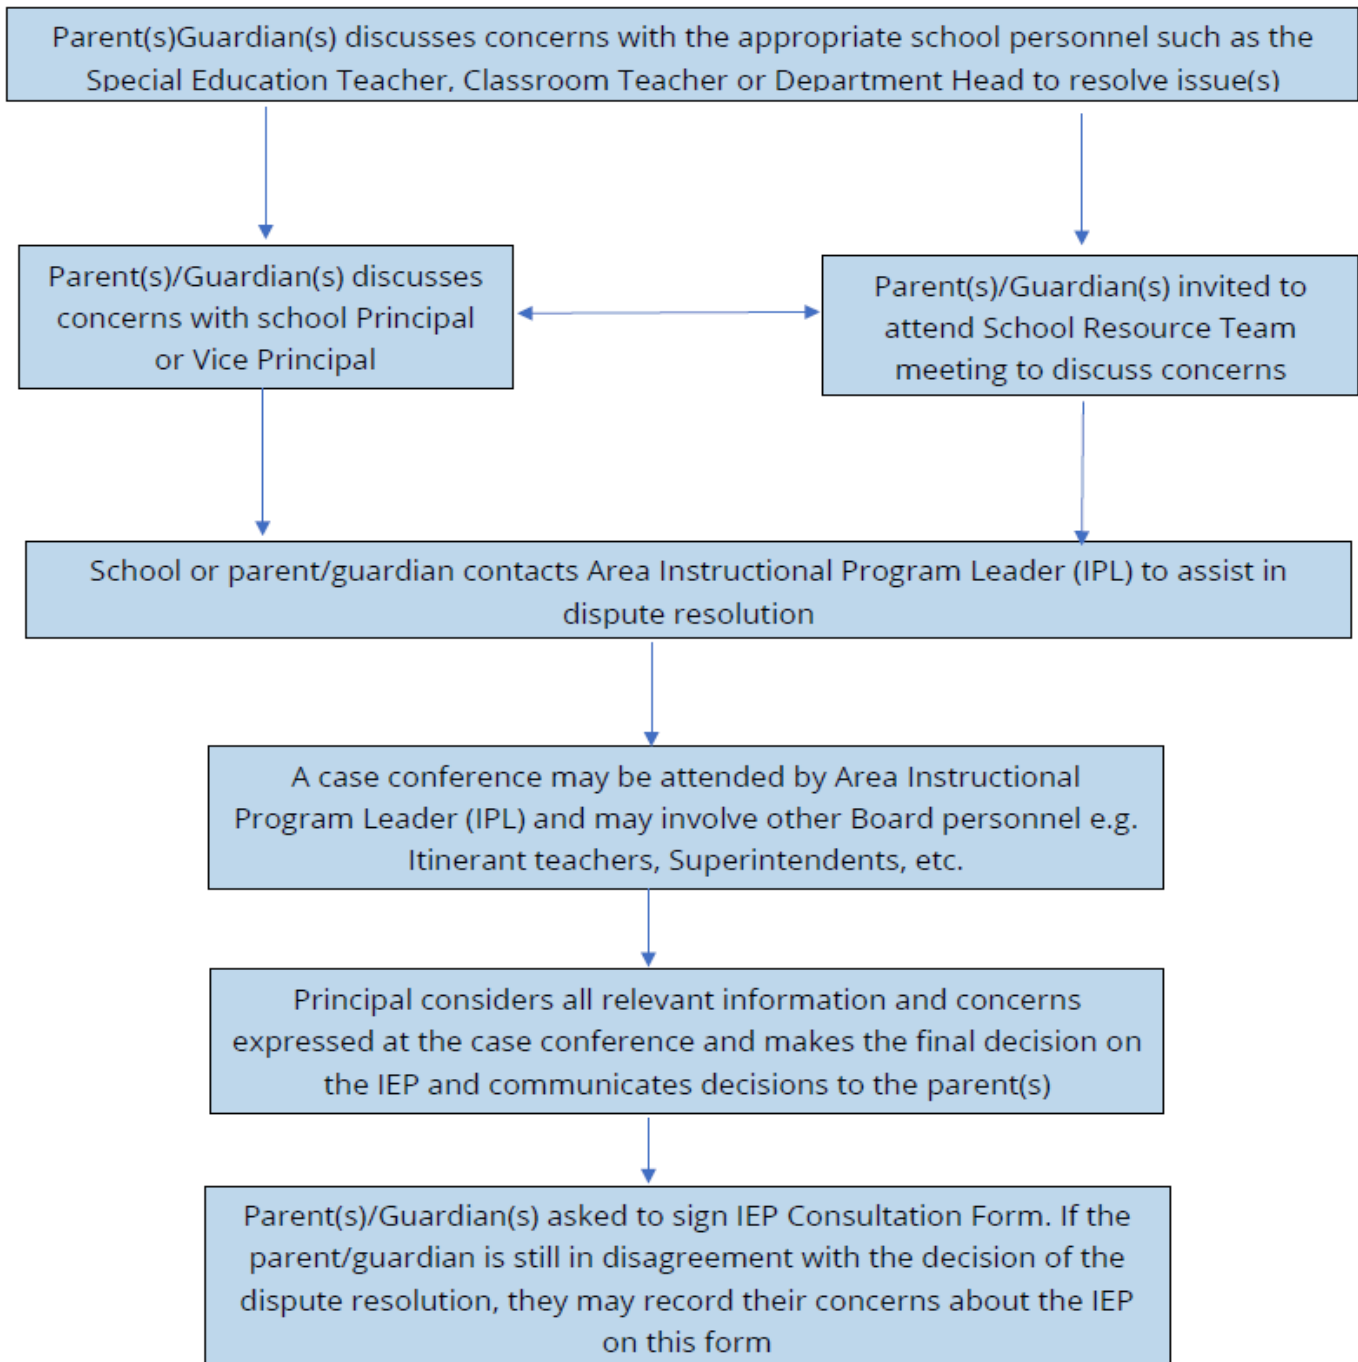 Parent(s)Guardian(s) discusses concerns with the appropriate school personnel such as the
Special Education Teacher, Classroom Teacher or Department Head to resolve issue(s)
Parent(s)/Guardian(s) discusses
concerns with school Principal
or Vice Principal
Parent(s)/Guardian(s) invited to
attend School Resource Team
meeting to discuss concerns
School or parent/guardian contacts Area Instructional Program Leader (IPL) to assist in
dispute resolution
A case conference may be attended by Area Instructional
Program Leader (IPL) and may involve other Board personnel e.g.
Itinerant teachers, Superintendents, etc.
Principal considers all relevant information and concerns
expressed at the case conference and makes the final decision on
the IEP and communicates decisions to the parent(s)
Parent(s)/Guardian(s) asked to sign IEP Consultation Form. If the
parent/guardian is still in disagreement with the decision of the
dispute resolution, they may record their concerns about the IEP
on this form